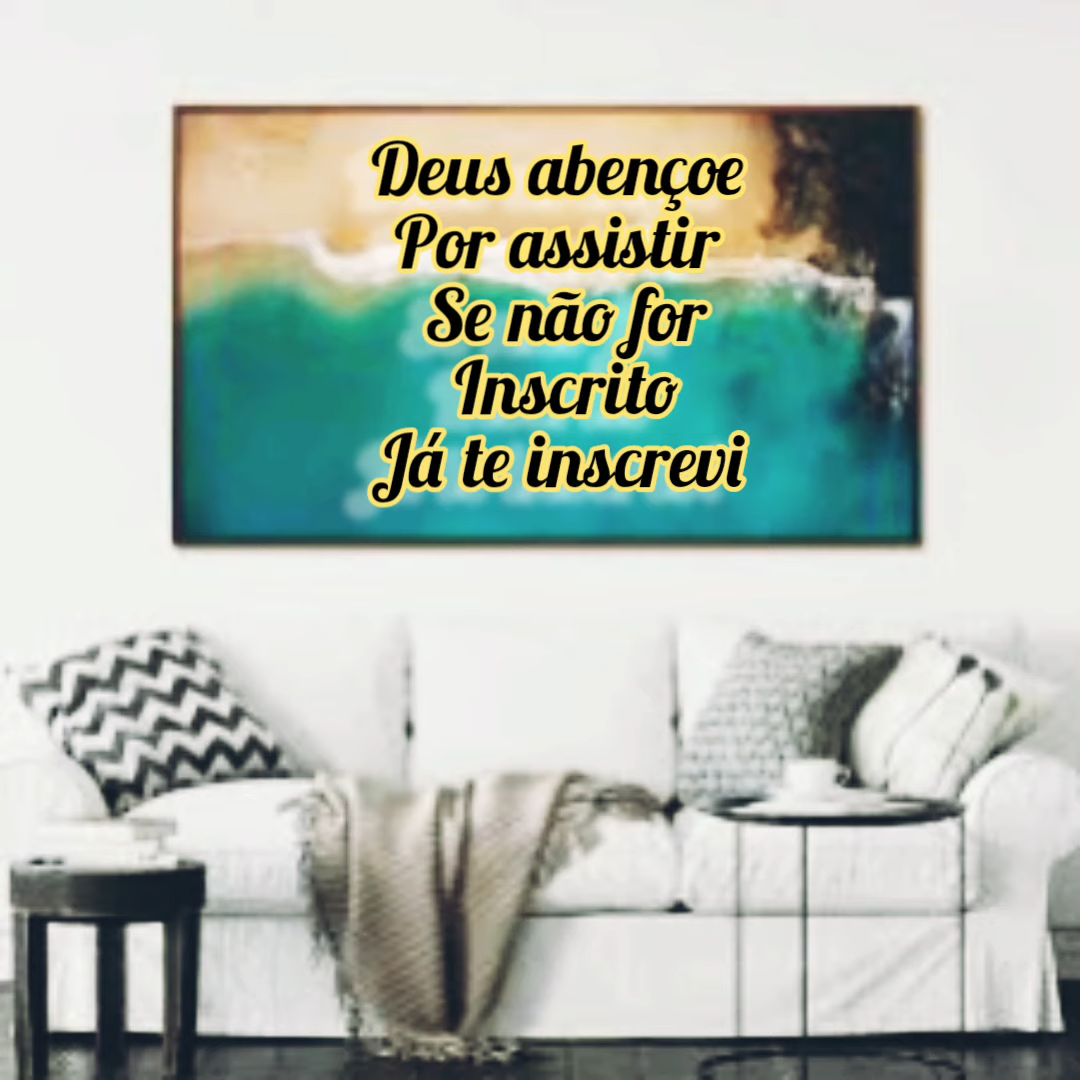 Deus abençoe
Por assistir
Se não for
Inscrito
Já te inscrevi